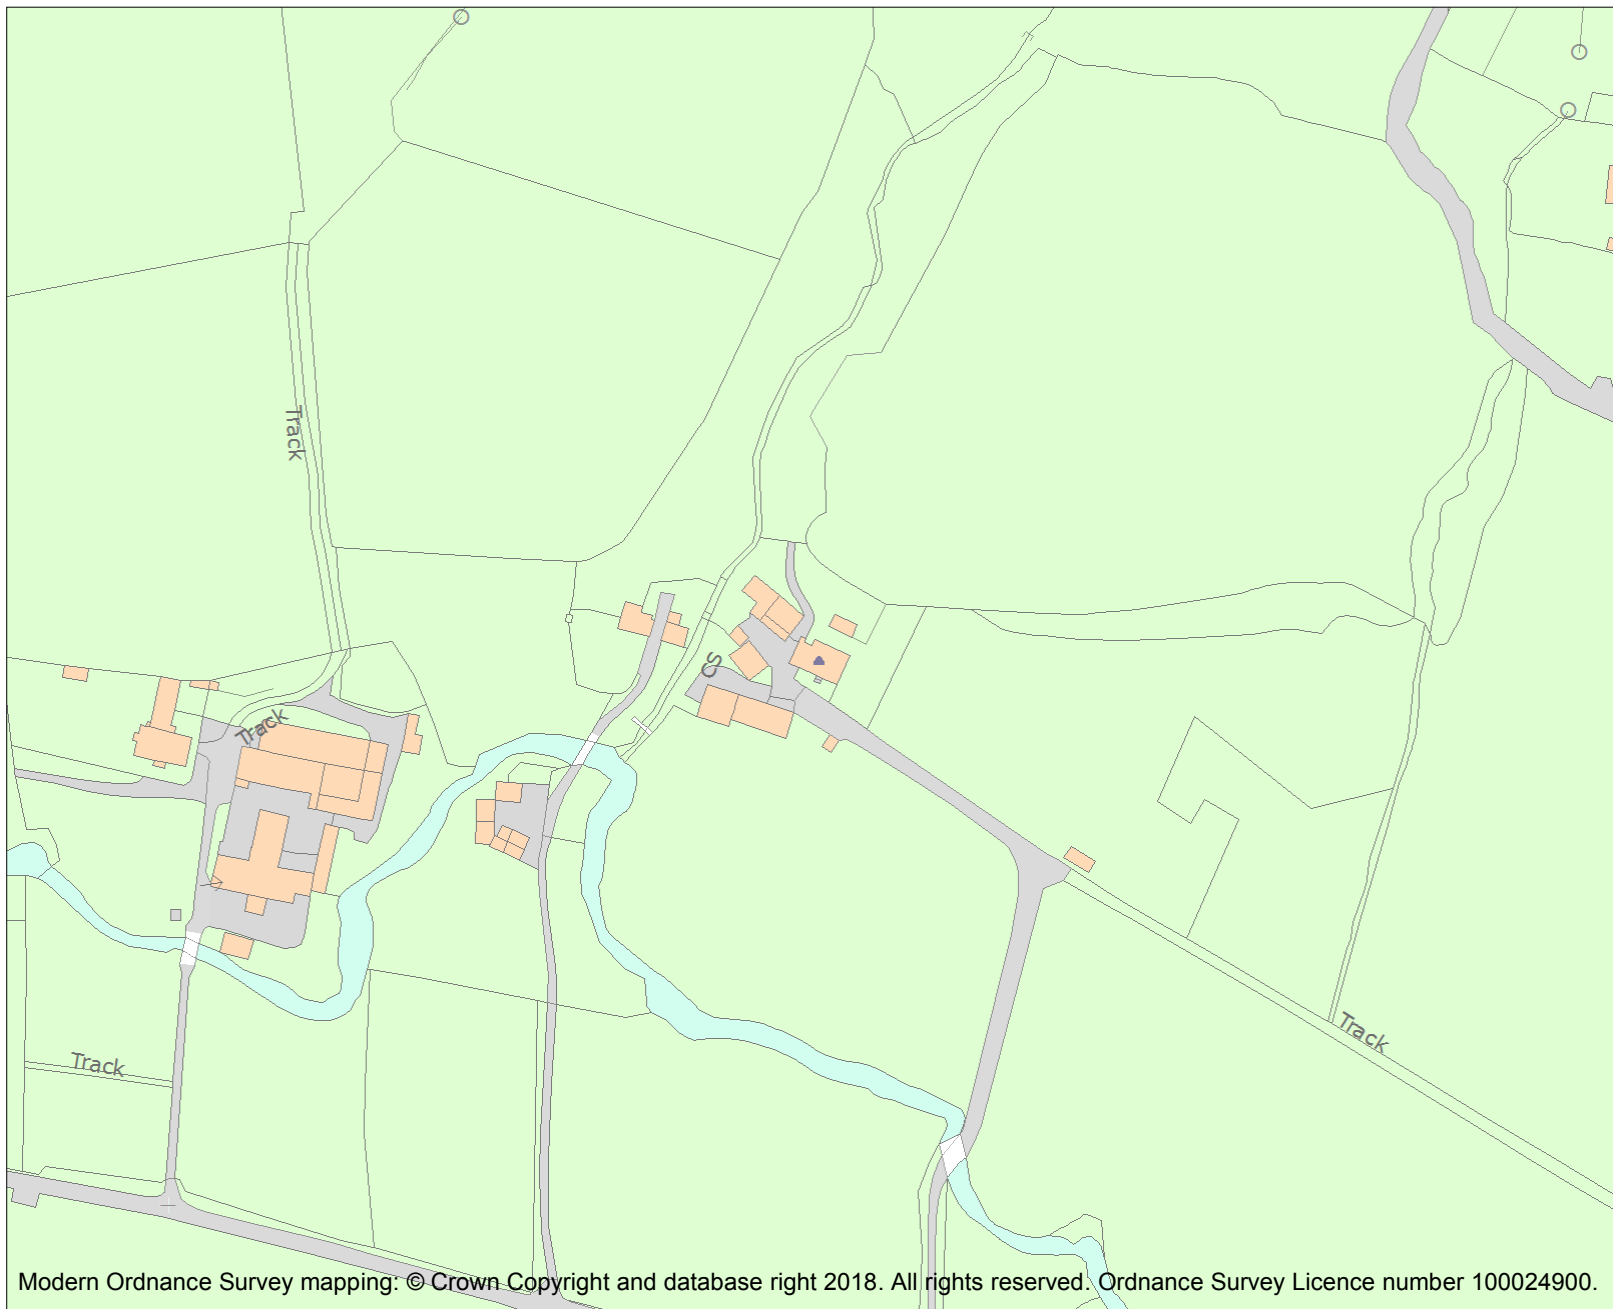 Track
CS
Track
Track
Track
Modern Ordnance Survey mapping: © Crown Copyright and database right 2018. All rights reserved. Ordnance Survey Licence number 100024900.